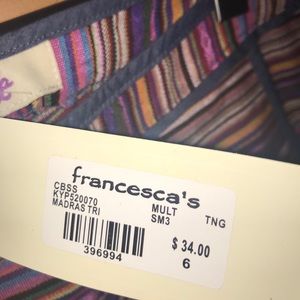 francesca's
CBSS
KYP520070 MULT TNG
MADRAS TRI SM3
$ 34.00
396994 6